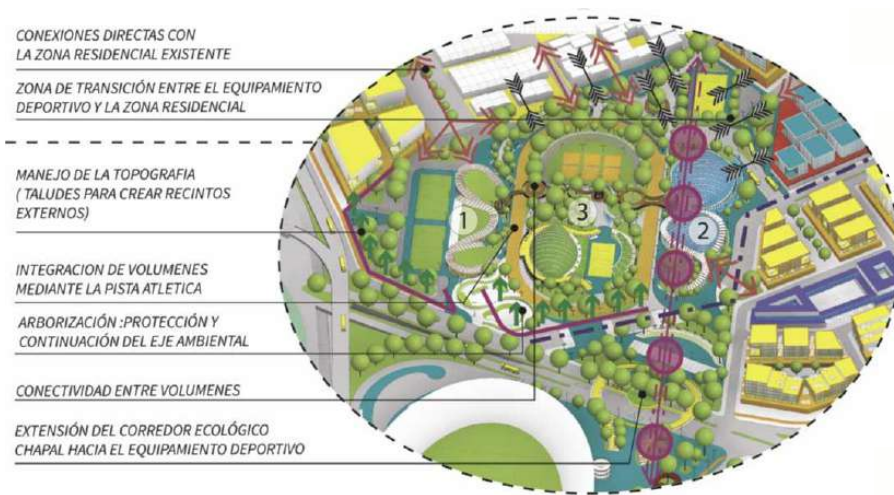 CONEXIONES DIRECTAS CON
LA ZONA RESIDENCIAL EXISTENTE
ZONA DE TRANSICIÓN ENTRE EL EQUIPAMIENTO
DEPORTIVO Y LA ZONA RESIDENCIAL
MANEJO DE LA TOPOGRAFIA
( TALUDES PARA CREAR RECINTOS
EXTERNOS)
INTEGRACION DE VOLUMENES
MEDIANTE LA PISTA ATLETICA
ARBORIZACIÓN :PROTECCIÓN Y
CONTINUACIÓN DEL EJE AMBIENTAL
CONECTIVIDAD ENTRE VOLUMENES
EXTENSIÓN DEL CORREDOR ECOLÓGICO
CHAPAL HACIA EL EQUIPAMIENTO DEPORTIVO
1
3
2